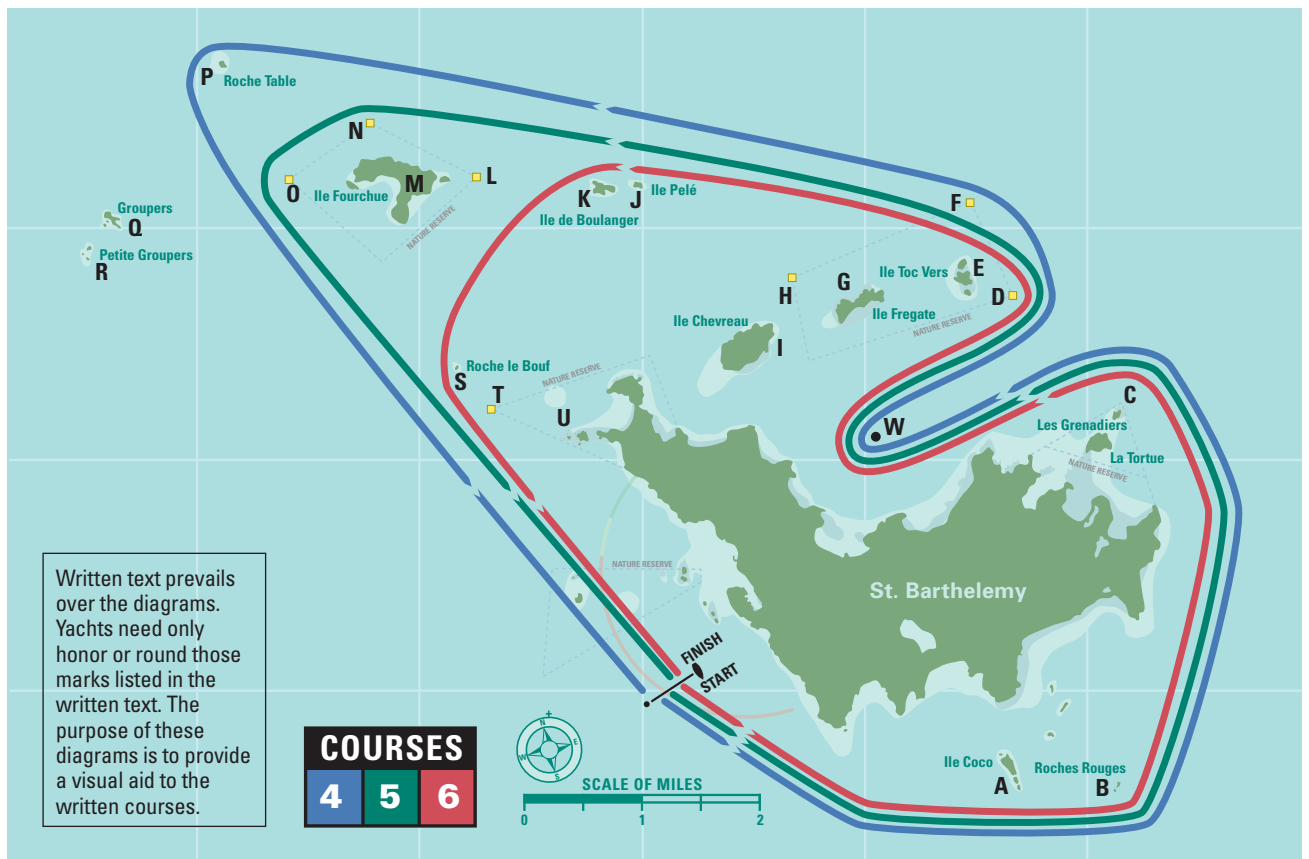 P
Roche Table
N
O
M
L
Ile Fourchue
NATURE RESERVE
K
J
Ile Pelé
Ile de Boulanger
Groupers
Q
Petite Groupers
R
F
Ile Toc Vers
E
D
H
G
Ile Fregate
NATURE RESERVE
Ile Chevreau
I
Roche le Bouf
S
T
NATURE RESERVE
U
W
C
Les Grenadiers
La Tortue
NATURE RESERVE
NATURE RESERVE
St. Barthelemy
FINISH
START
Written text prevails
over the diagrams.
Yachts need only
honor or round those
marks listed in the
written text. The
purpose of these
diagrams is to provide
a visual aid to the
written courses.
COURSES
4 5 6
N
E
S
W
SCALE OF MILES
0 1 2
Ile Coco
A
Roches Rouges
B